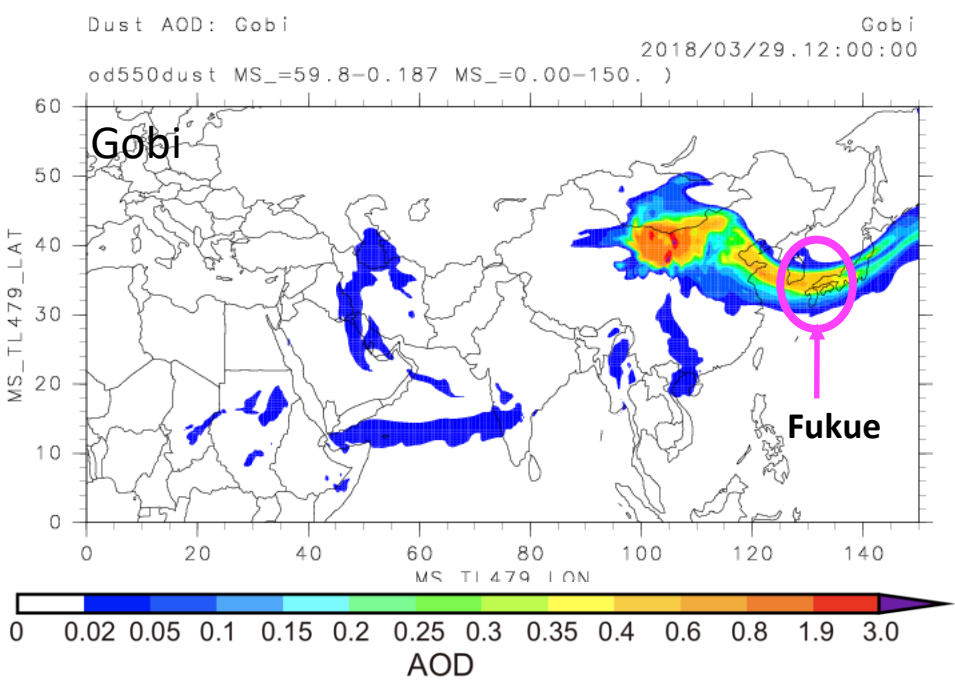 Dust AOD: Gobi
Gobi
2018/03/29.12:00:00
od550dust MS_=59.8-0.187 MS_=0.00-150. )
Gobi
60
50
40
30
20
10
0
MS_TL479_LAT
Fukue
0 20 40 60 80 100 120 140
MS_TL479_LON
0 0.02 0.05 0.1 0.15 0.2 0.25 0.3 0.35 0.4 0.6 0.8 1.9 3.0
AOD